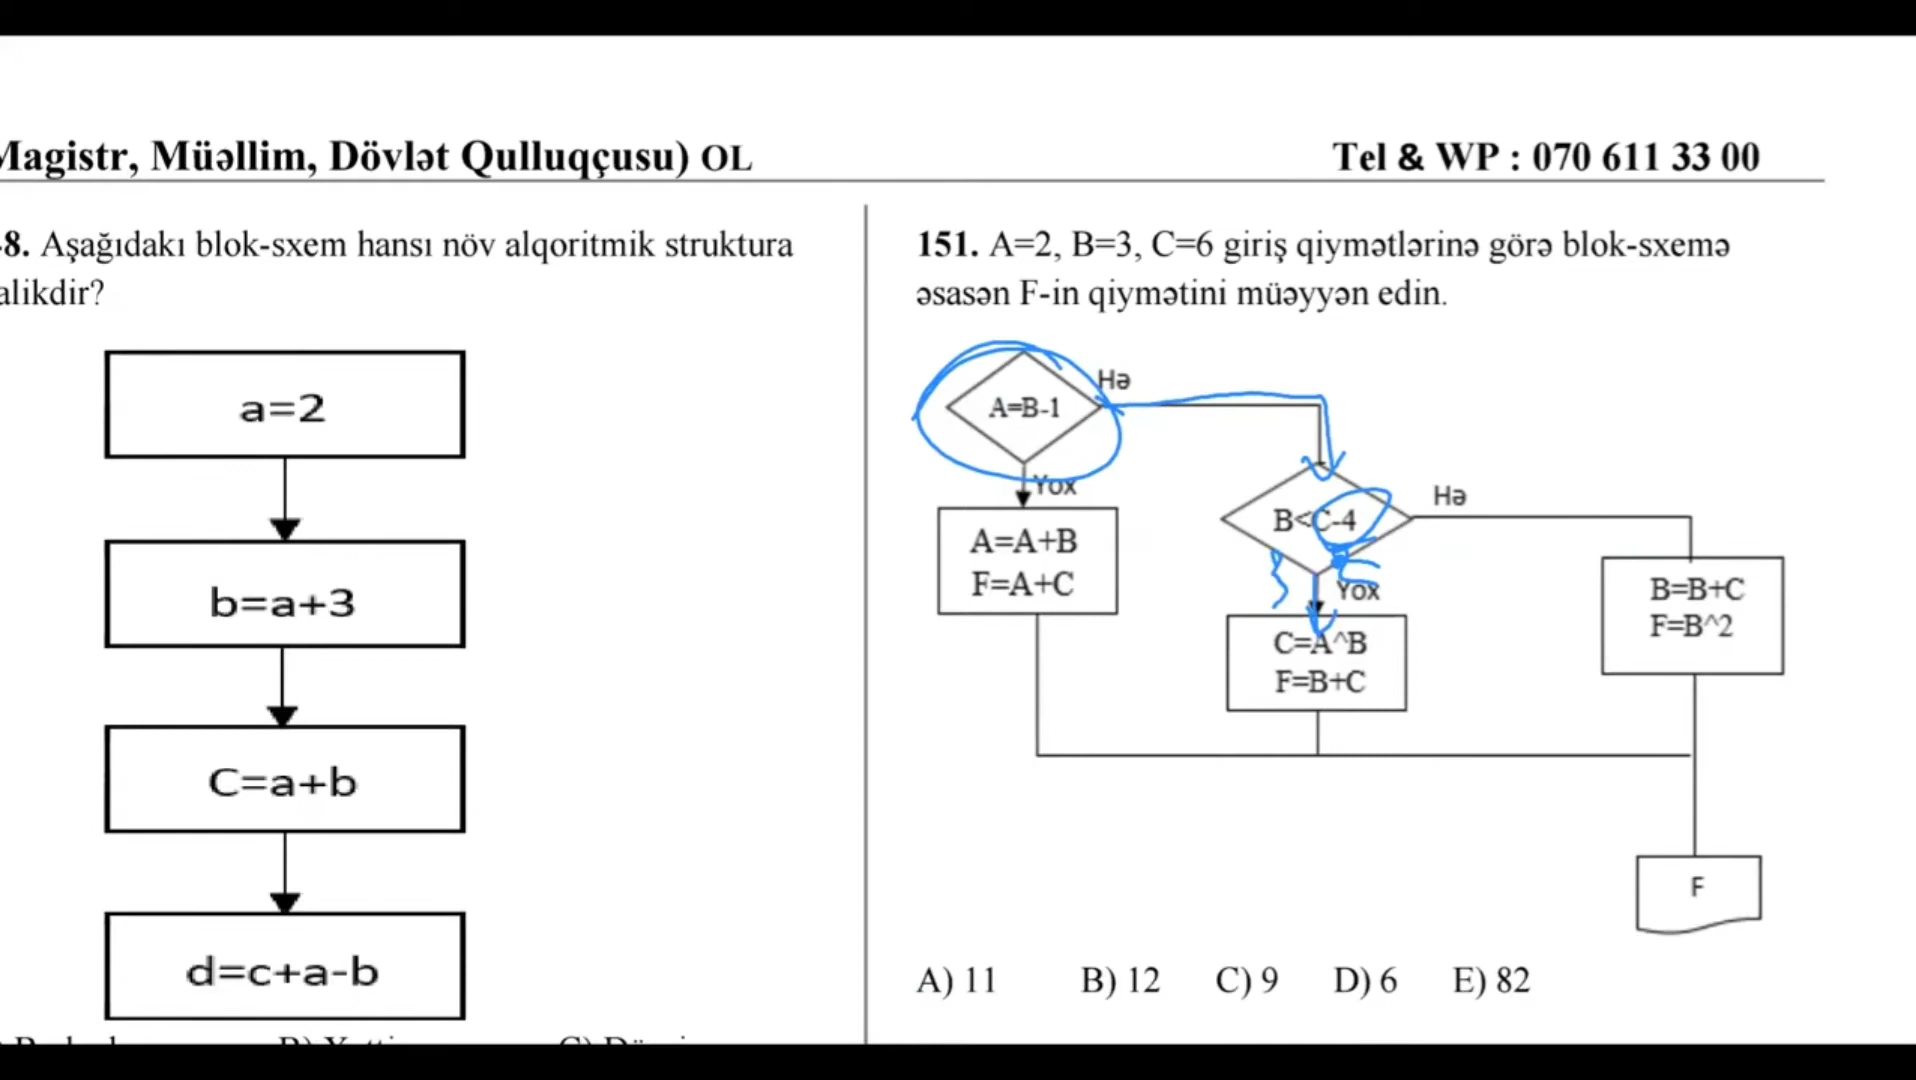 Magistr, Müəllim, Dövlət Qulluqçusu) OL
Tel & WP : 070 611 33 00
8. Aşağıdakı blok-sxem hansı növ alqoritmik struktura
alikdir?
a=2
b=a+3
C=a+b
d=c+a-b
151. A=2, B=3, C=6 giriş qiymətlərinə görə blok-sxemə
əsasən F-in qiymətini müəyyən edin.
Hə
A=B-1
Yox
A=A+B
F=A+C
Hə
B<C-4
Yox
C=A^B
F=B+C
B=B+C
F=B^2
F
A) 11 B) 12 C) 9 D) 6 E) 82